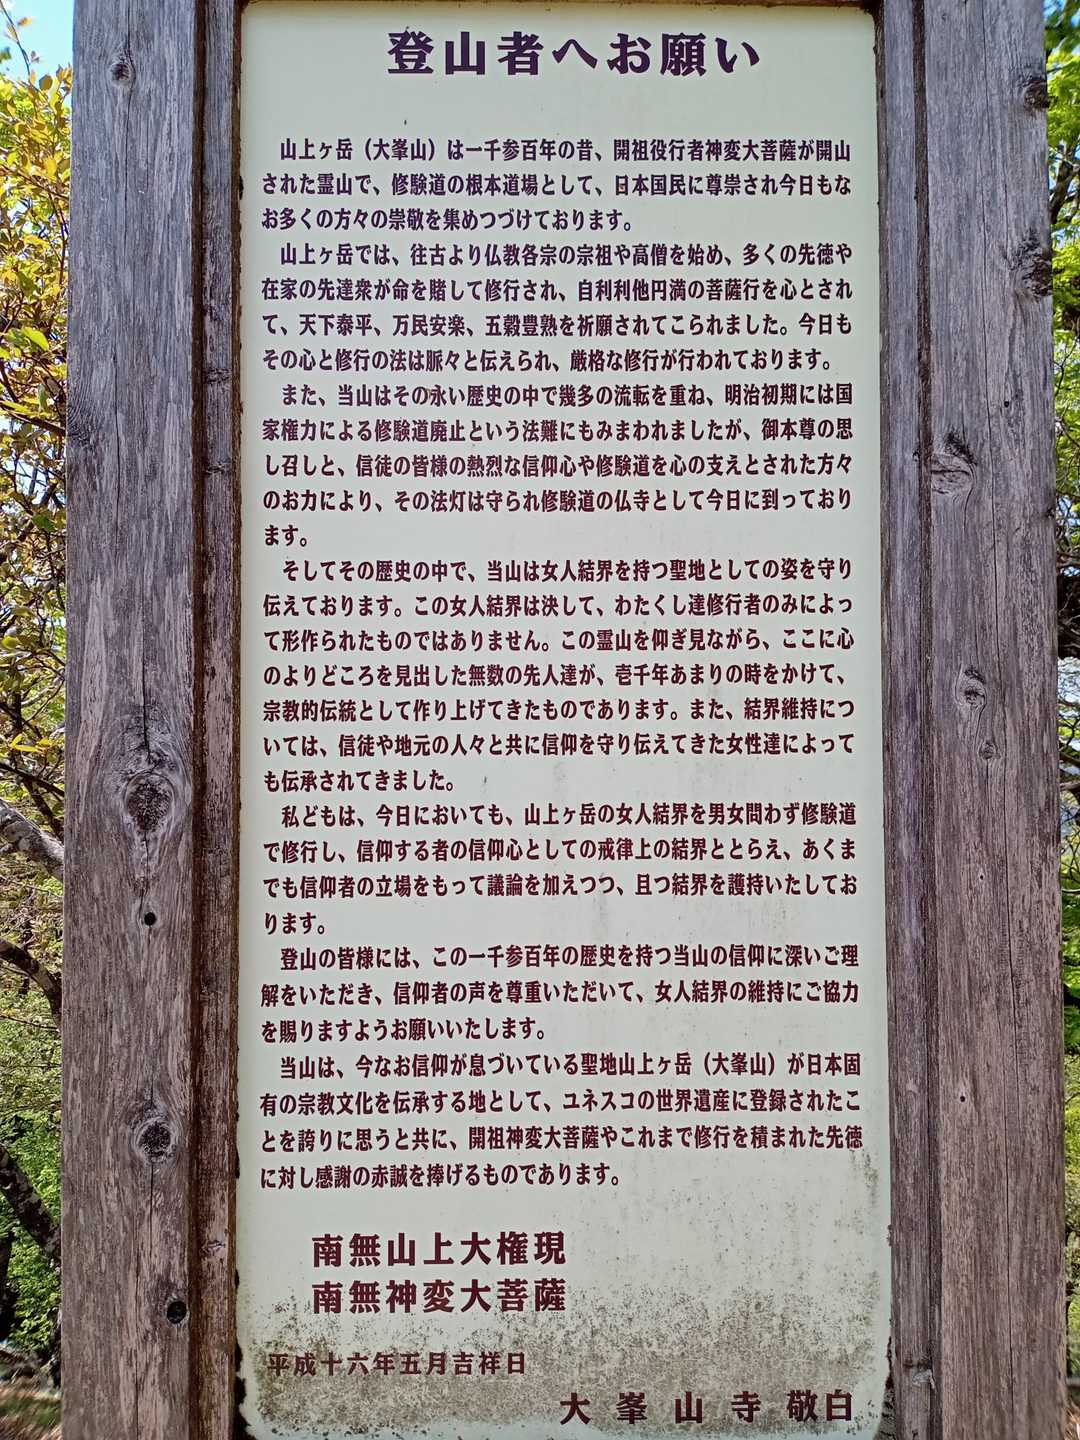 登山者へお願い
山上ヶ岳（大峯山）は一千参百年の昔、開祖役行者神変大菩薩が開山
された霊山で、修験道の根本道場として、日本国民に尊崇され今日もな
お多くの方々の崇敬を集めつづけております。
山上ヶ岳では、往古より仏教各宗の宗祖や高僧を始め、多くの先徳や
在家の先達衆が命を賭して修行され、自利利他円満の菩薩行を心とされ
て、天下泰平、万民安楽、五穀豊熟を祈願されてこられました。今日も
その心と修行の法は脈々と伝えられ、厳格な修行が行われております。
また、当山はその永い歴史の中で幾多の流転を重ね、明治初期には国
家権力による修験道廃止という法難にもみまわれましたが、御本尊の思
し召しと、信徒の皆様の熱烈な信仰心や修験道を心の支えとされた方々
のお力により、その法灯は守られ修験道の仏寺として今日に到っており
ます。
そしてその歴史の中で、当山は女人結界を持つ聖地としての姿を守り
伝えております。この女人結界は決して、わたくし達修行者のみによっ
て形作られたものではありません。この霊山を仰ぎ見ながら、ここに心
のよりどころを見出した無数の先人達が、壱千年あまりの時をかけて、
宗教的伝統として作り上げてきたものであります。また、結界維持につ
いては、信徒や地元の人々と共に信仰を守り伝えてきた女性達によって
も伝承されてきました。
私どもは、今日においても、山上ヶ岳の女人結界を男女問わず修験道
で修行し、信仰する者の信仰心としての戒律上の結界ととらえ、あくま
でも信仰者の立場をもって議論を加えつつ、且つ結界を護持いたしてお
ります。
登山の皆様には、この一千参百年の歴史を持つ当山の信仰に深いご理
解をいただき、信仰者の声を尊重いただいて、女人結界の維持にご協力
を賜りますようお願いいたします。
当山は、今なお信仰が息づいている聖地山上ヶ岳（大峯山）が日本固
有の宗教文化を伝承する地として、ユネスコの世界遺産に登録されたこ
とを誇りに思うと共に、開祖神変大菩薩やこれまで修行を積まれた先徳
に対し感謝の赤誠を捧げるものであります。
南無山上大権現
南無神変大菩薩
平成十六年五月吉祥日
大峯山寺 敬白